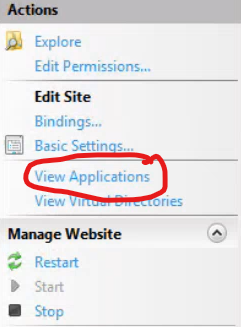 Actions
Explore
Edit Permissions...
Edit Site
Bindings...
Basic Settings...
View Applications
View Virtual Directories
Manage Website
Restart
Start
Stop